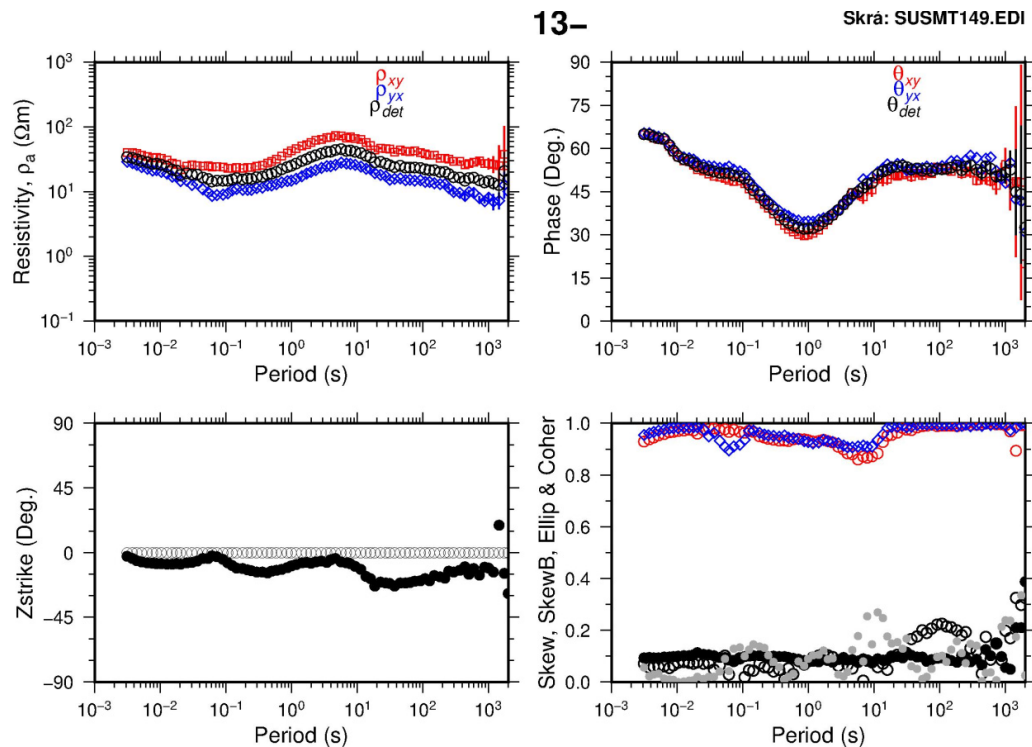 13–
Skrá: SUSMT149.EDI
Resistivity, ρa (Ωm)
10³
10²
10¹
10⁰
10⁻¹
ρxy
ρyx
ρdet
10⁻³ 10⁻² 10⁻¹ 10⁰ 10¹ 10² 10³
Period (s)
Phase (Deg.)
90
75
60
45
30
15
0
θxy
θyx
θdet
10⁻³ 10⁻² 10⁻¹ 10⁰ 10¹ 10² 10³
Period (s)
Zstrike (Deg.)
90
45
0
−45
−90
10⁻³ 10⁻² 10⁻¹ 10⁰ 10¹ 10² 10³
Period (s)
Skew, SkewB, Ellip & Coher
1.0
0.8
0.6
0.4
0.2
0.0
10⁻³ 10⁻² 10⁻¹ 10⁰ 10¹ 10² 10³
Period (s)